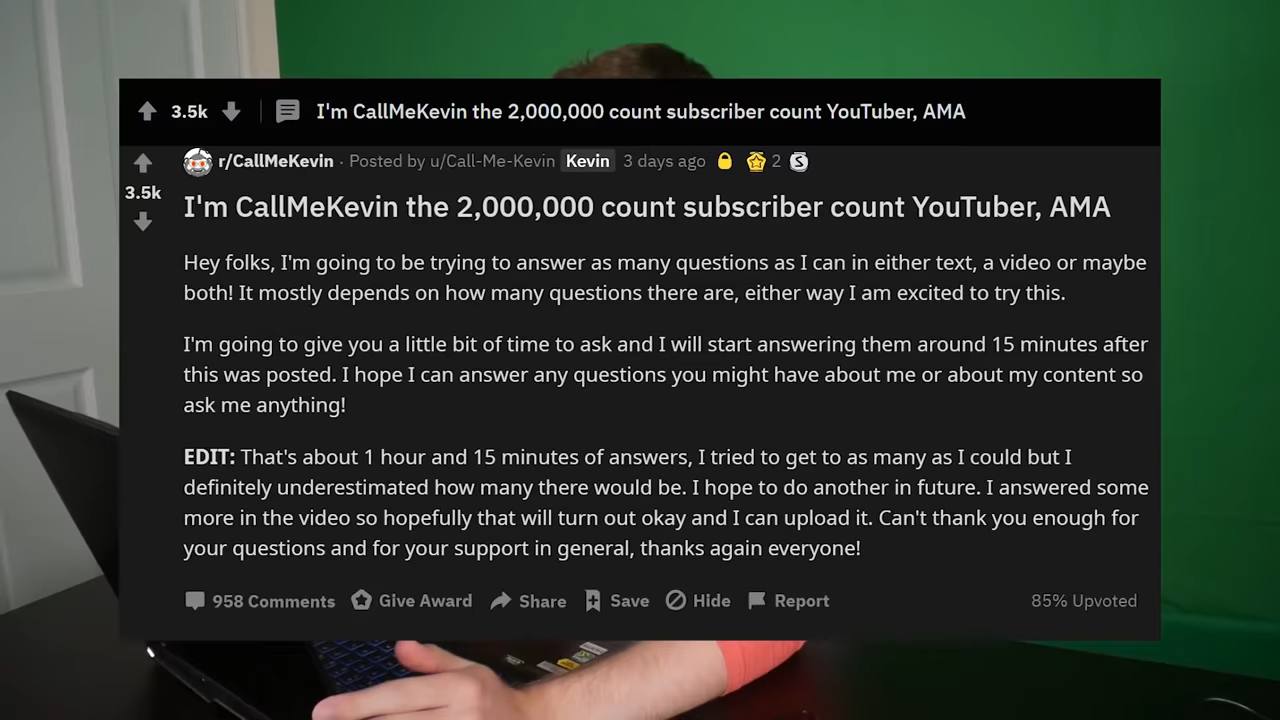 3.5k I'm CallMeKevin the 2,000,000 count subscriber count YouTuber, AMA
r/CallMeKevin · Posted by u/Call-Me-Kevin Kevin 3 days ago 2 S
3.5k
I'm CallMeKevin the 2,000,000 count subscriber count YouTuber, AMA
Hey folks, I'm going to be trying to answer as many questions as I can in either text, a video or maybe
both! It mostly depends on how many questions there are, either way I am excited to try this.
I'm going to give you a little bit of time to ask and I will start answering them around 15 minutes after
this was posted. I hope I can answer any questions you might have about me or about my content so
ask me anything!
EDIT: That's about 1 hour and 15 minutes of answers, I tried to get to as many as I could but I
definitely underestimated how many there would be. I hope to do another in future. I answered some
more in the video so hopefully that will turn out okay and I can upload it. Can't thank you enough for
your questions and for your support in general, thanks again everyone!
958 Comments Give Award Share Save Hide Report 85% Upvoted